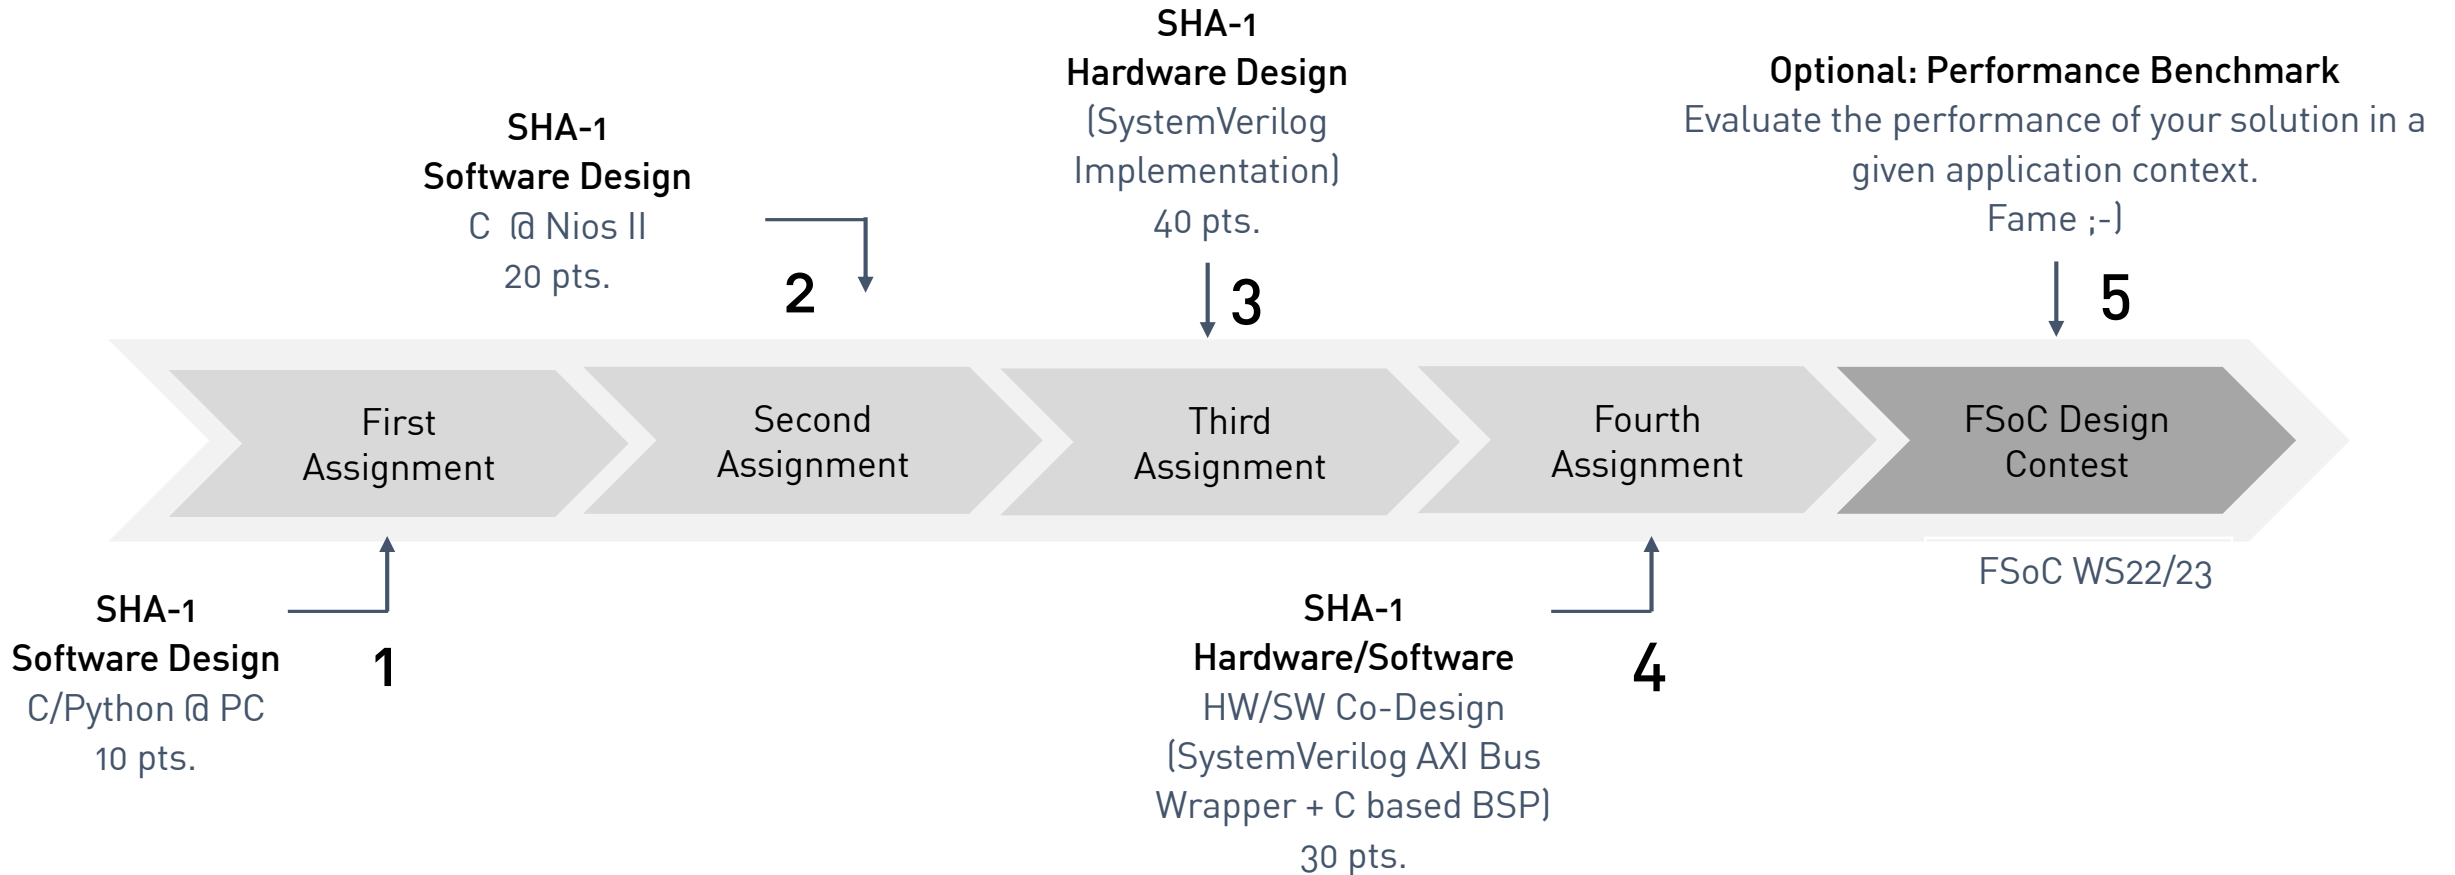 SHA-1
Software Design
C @ Nios II
20 pts.
2
SHA-1
Hardware Design
(SystemVerilog
Implementation)
40 pts.
3
Optional: Performance Benchmark
Evaluate the performance of your solution in a
given application context.
Fame ;-)
5
First
Assignment
Second
Assignment
Third
Assignment
Fourth
Assignment
FSoC Design
Contest
FSoC WS22/23
SHA-1
Software Design
C/Python @ PC
10 pts.
1
SHA-1
Hardware/Software
HW/SW Co-Design
(SystemVerilog AXI Bus
Wrapper + C based BSP)
30 pts.
4